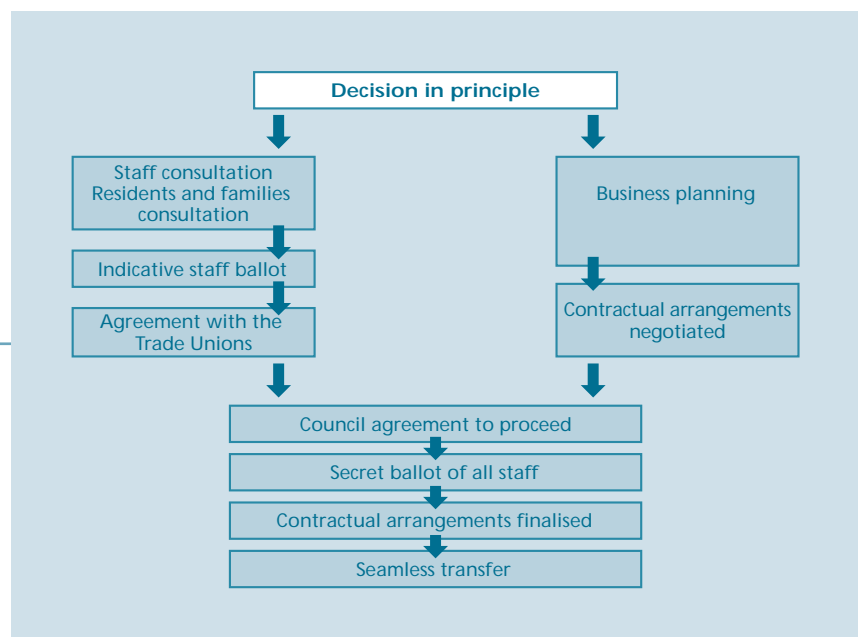 Decision in principle
Staff consultation
Residents and families
consultation
Indicative staff ballot
Agreement with the
Trade Unions
Business planning
Contractual arrangements
negotiated
Council agreement to proceed
Secret ballot of all staff
Contractual arrangements finalised
Seamless transfer